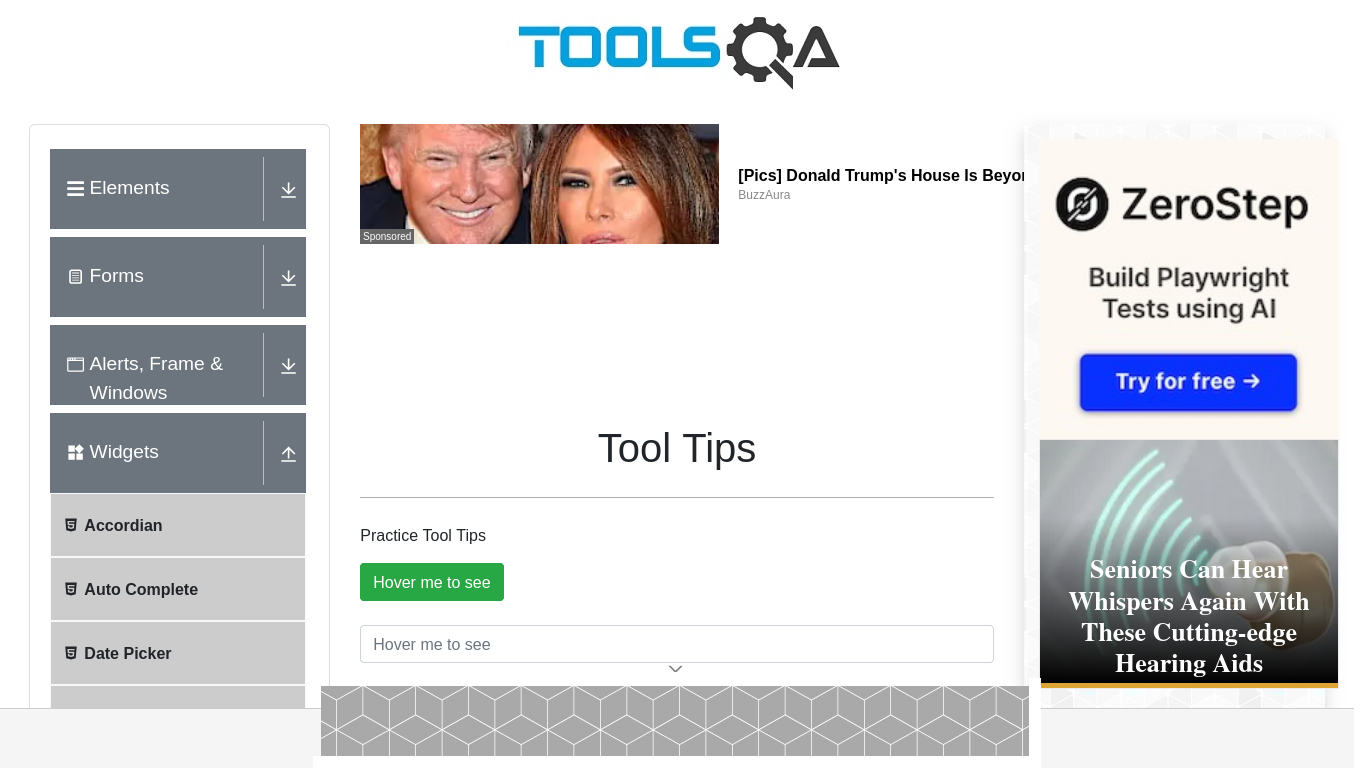 TOOLSQA
Elements
Forms
Alerts, Frame &
Windows
Widgets
Accordian
Auto Complete
Date Picker
Sponsored
[Pics] Donald Trump's House Is Beyon
BuzzAura
Tool Tips
Practice Tool Tips
Hover me to see
Hover me to see
ZeroStep
Build Playwright
Tests using AI
Try for free →
Seniors Can Hear
Whispers Again With
These Cutting-edge
Hearing Aids